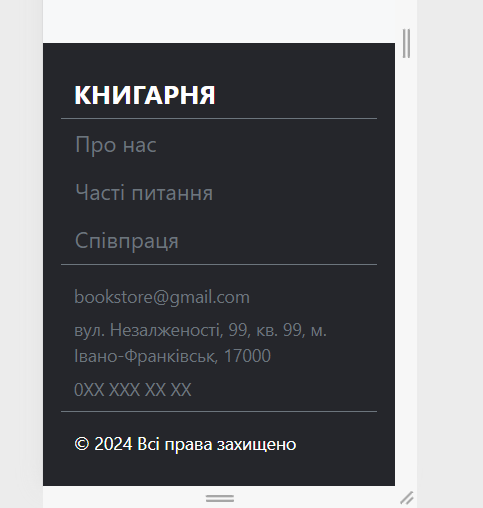 КНИГАРНЯ
Про нас
Часті питання
Співпраця
bookstore@gmail.com
вул. Незалженості, 99, кв. 99, м.
Івано-Франківськ, 17000
0XX XXX XX XX
© 2024 Всі права захищено